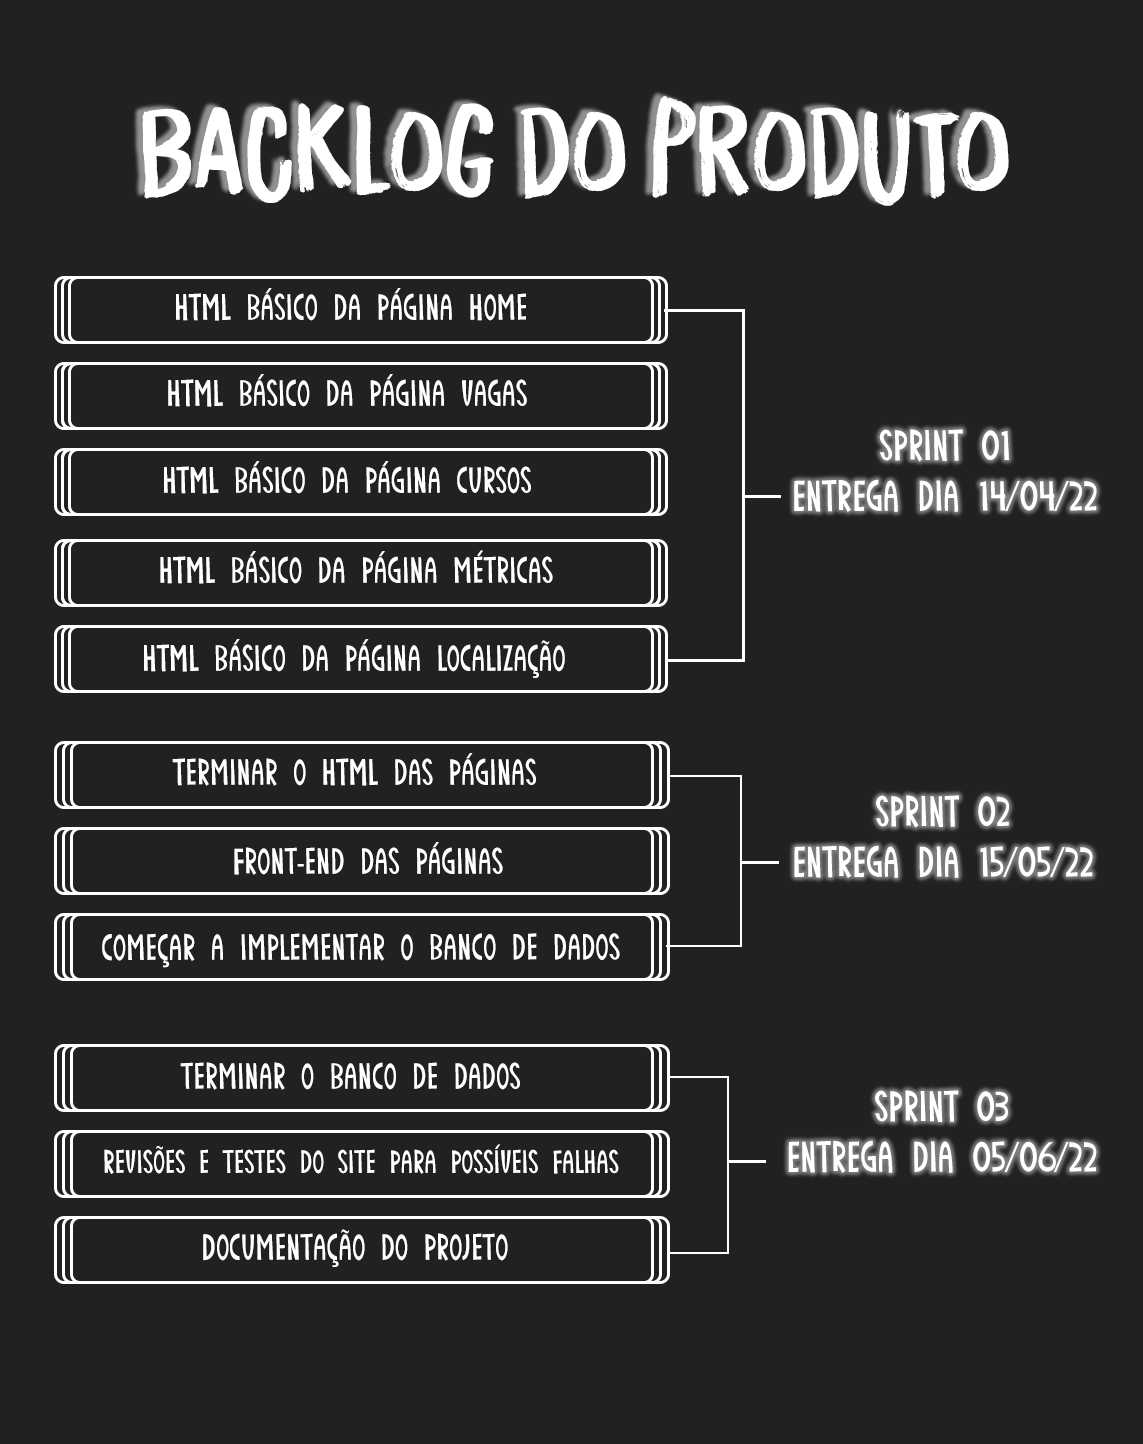 BACKLOG DO PRODUTO
HTML BÁSICO DA PÁGINA HOME
HTML BÁSICO DA PÁGINA VAGAS
HTML BÁSICO DA PÁGINA CURSOS
HTML BÁSICO DA PÁGINA MÉTRICAS
HTML BÁSICO DA PÁGINA LOCALIZAÇÃO
SPRINT 01
ENTREGA DIA 14/04/22
TERMINAR O HTML DAS PÁGINAS
FRONT-END DAS PÁGINAS
COMEÇAR A IMPLEMENTAR O BANCO DE DADOS
SPRINT 02
ENTREGA DIA 15/05/22
TERMINAR O BANCO DE DADOS
REVISÕES E TESTES DO SITE PARA POSSÍVEIS FALHAS
DOCUMENTAÇÃO DO PROJETO
SPRINT 03
ENTREGA DIA 05/06/22